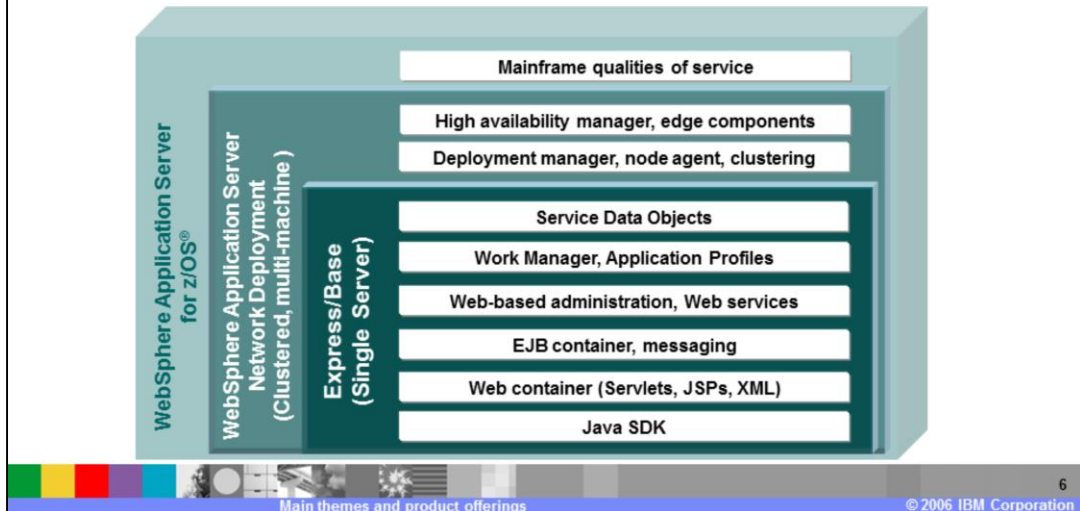 Mainframe qualities of service
High availability manager, edge components
Deployment manager, node agent, clustering
Service Data Objects
Work Manager, Application Profiles
Web-based administration, Web services
EJB container, messaging
Web container (Servlets, JSPs, XML)
Java SDK
WebSphere Application Server
for z/OS®
WebSphere Application Server
Network Deployment
(Clustered, multi-machine )
Express/Base
(Single Server)
6
Main themes and product offerings
© 2006 IBM Corporation